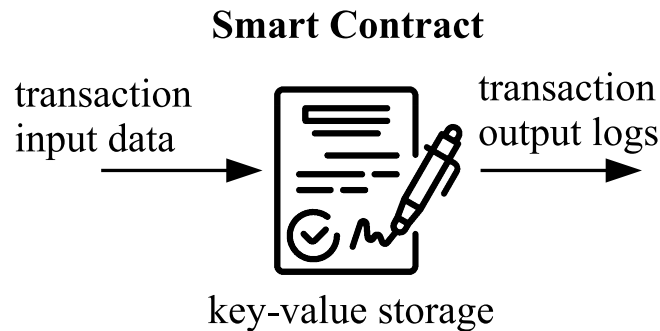 Smart Contract
transaction
input data
transaction
output logs
key-value storage